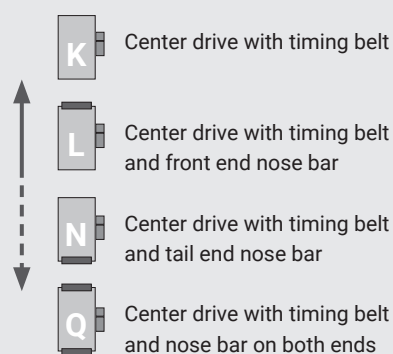 K
Center drive with timing belt
L
Center drive with timing belt
and front end nose bar
N
Center drive with timing belt
and tail end nose bar
Q
Center drive with timing belt
and nose bar on both ends